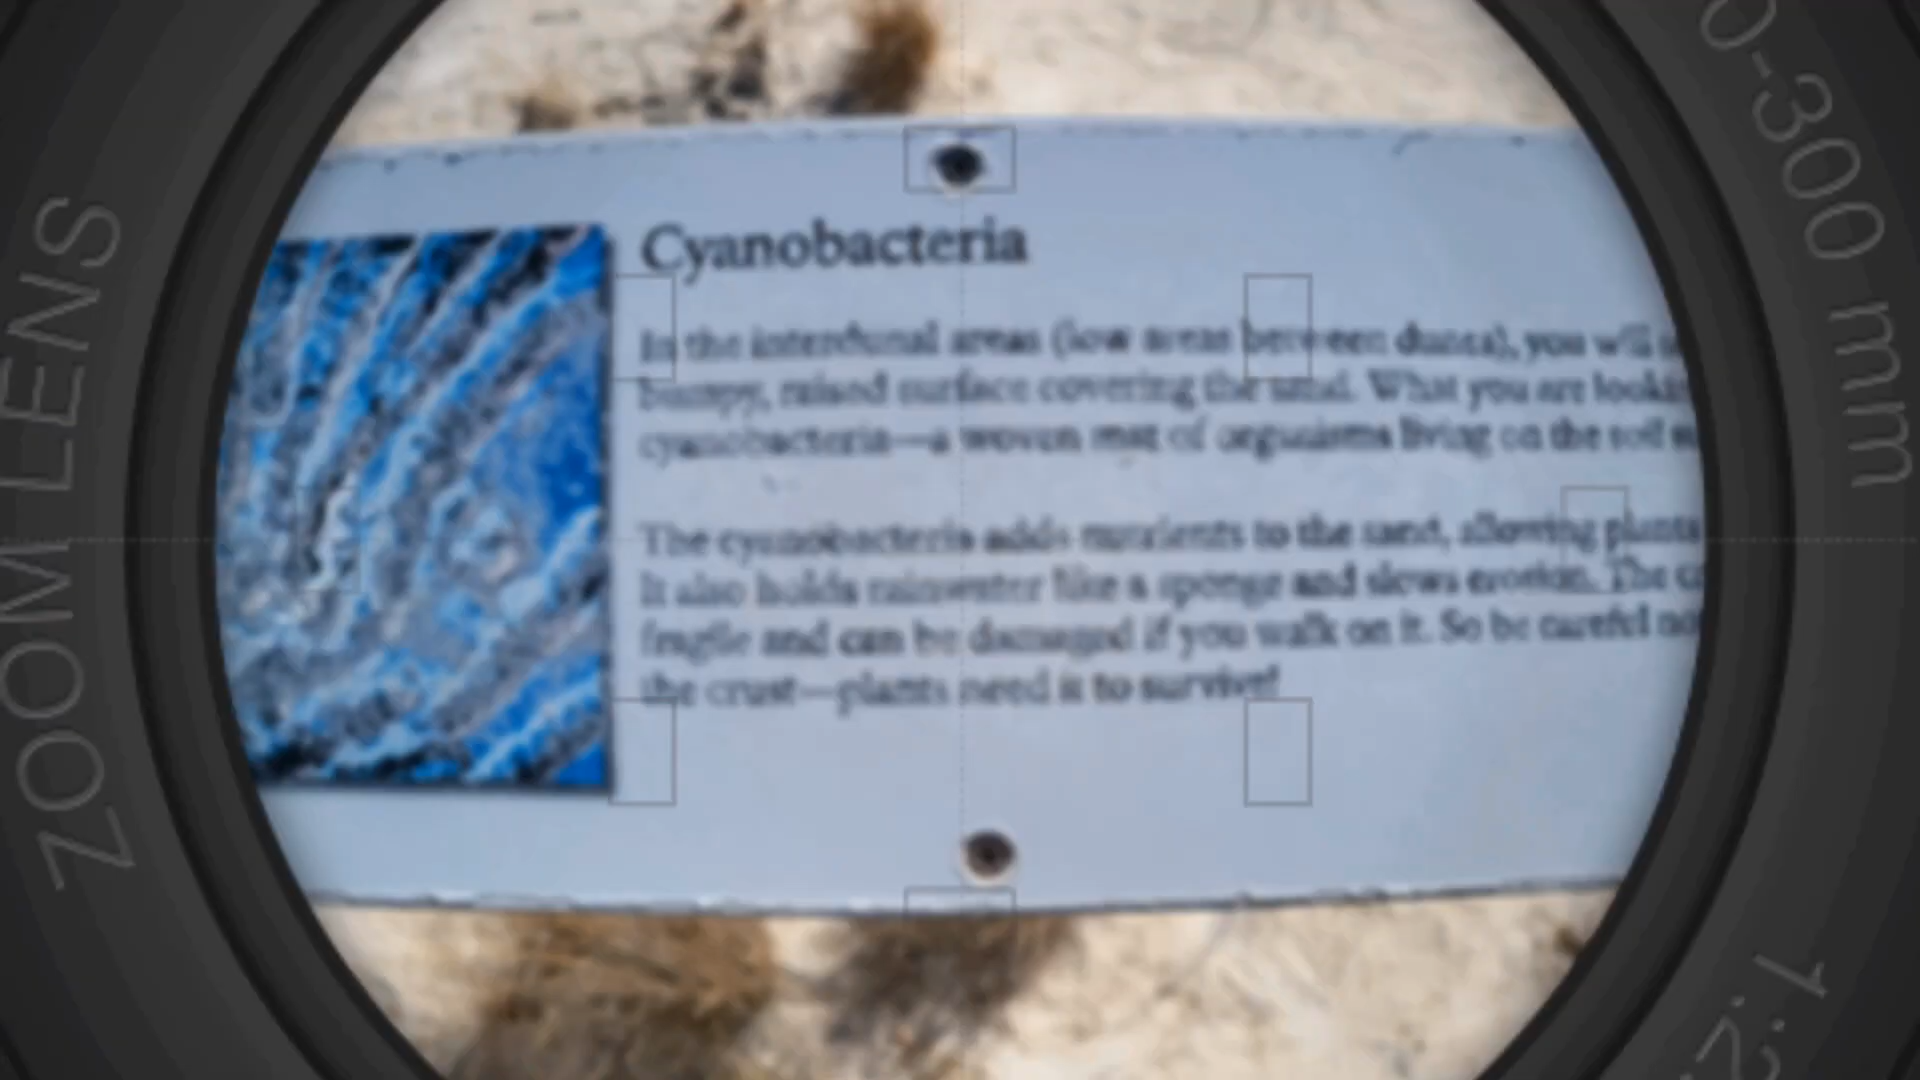 Cyanobacteria
In the interdunal areas (low areas between dunes), you will
bumpy, raised surface covering the sand. What you are
cyanobacteria—a woven mat of organisms living on the soil
The cyanobacteria adds nutrients to the sand, allowing plants
It also holds rainwater like a sponge and slows erosion. The
fragile and can be damaged if you walk on it. So be careful
the crust—plants need it to survive!
ZOOM LENS
0-300 mm
1:2.